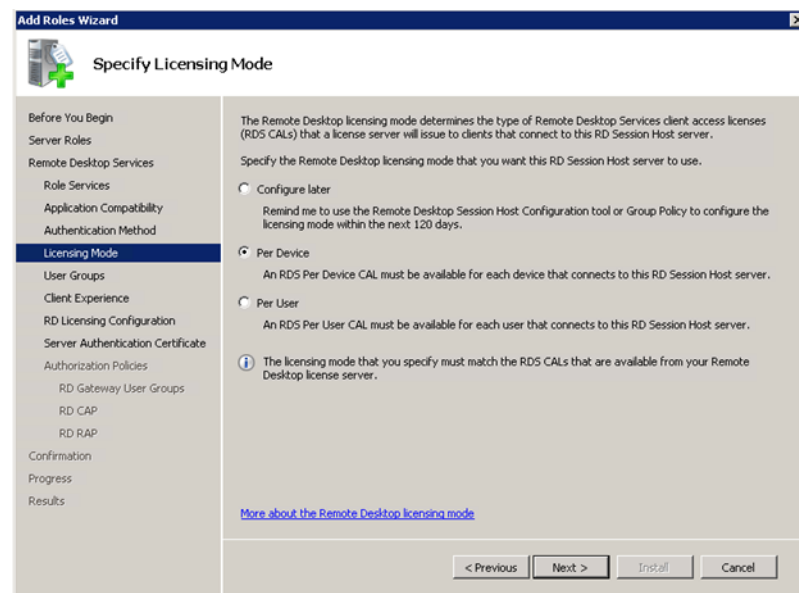 Add Roles Wizard
Specify Licensing Mode
Before You Begin
Server Roles
Remote Desktop Services
Role Services
Application Compatibility
Authentication Method
Licensing Mode
User Groups
Client Experience
RD Licensing Configuration
Server Authentication Certificate
Authorization Policies
RD Gateway User Groups
RD CAP
RD RAP
Confirmation
Progress
Results
The Remote Desktop licensing mode determines the type of Remote Desktop Services client access licenses
(RDS CALs) that a license server will issue to clients that connect to this RD Session Host server.
Specify the Remote Desktop licensing mode that you want this RD Session Host server to use.
Configure later
Remind me to use the Remote Desktop Session Host Configuration tool or Group Policy to configure the
licensing mode within the next 120 days.
Per Device
An RDS Per Device CAL must be available for each device that connects to this RD Session Host server.
Per User
An RDS Per User CAL must be available for each user that connects to this RD Session Host server.
The licensing mode that you specify must match the RDS CALs that are available from your Remote
Desktop license server.
More about the Remote Desktop licensing mode
< Previous
Next >
Install
Cancel